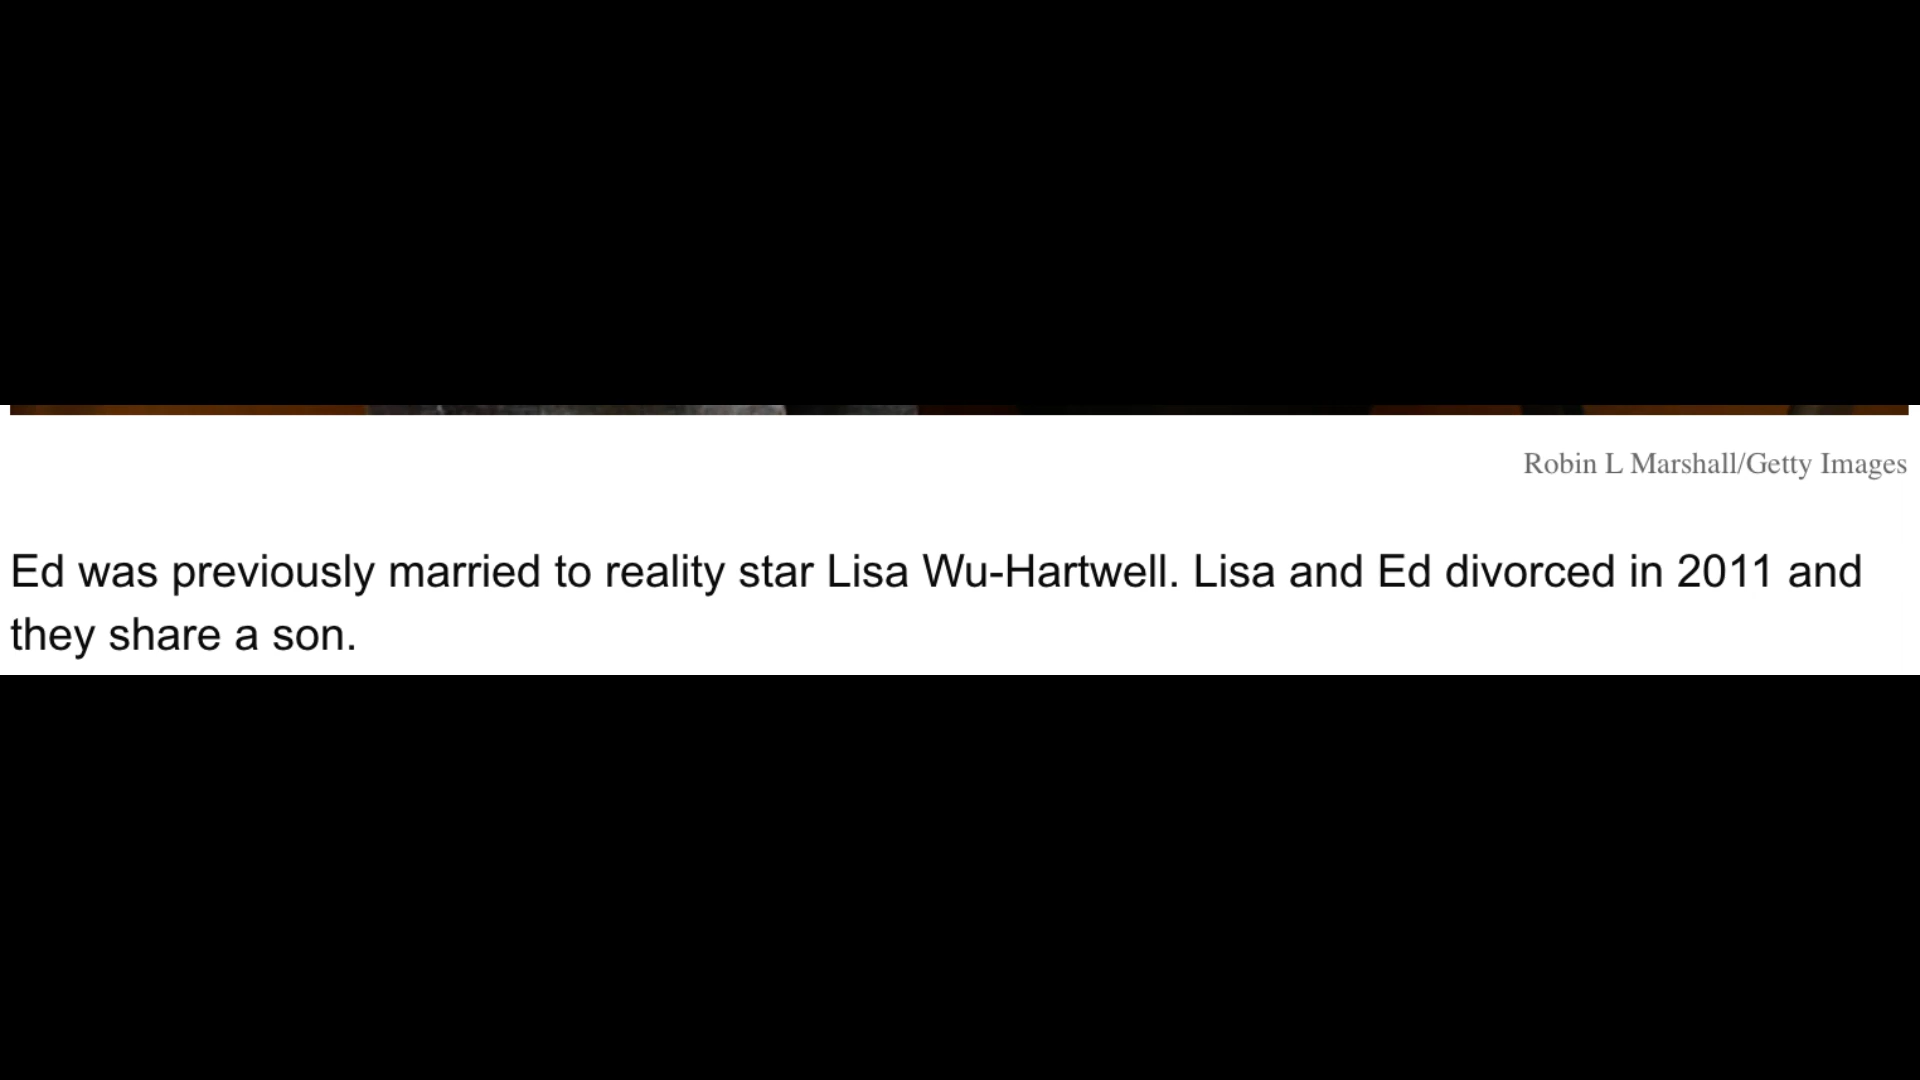 Robin L Marshall/Getty Images
Ed was previously married to reality star Lisa Wu-Hartwell. Lisa and Ed divorced in 2011 and
they share a son.